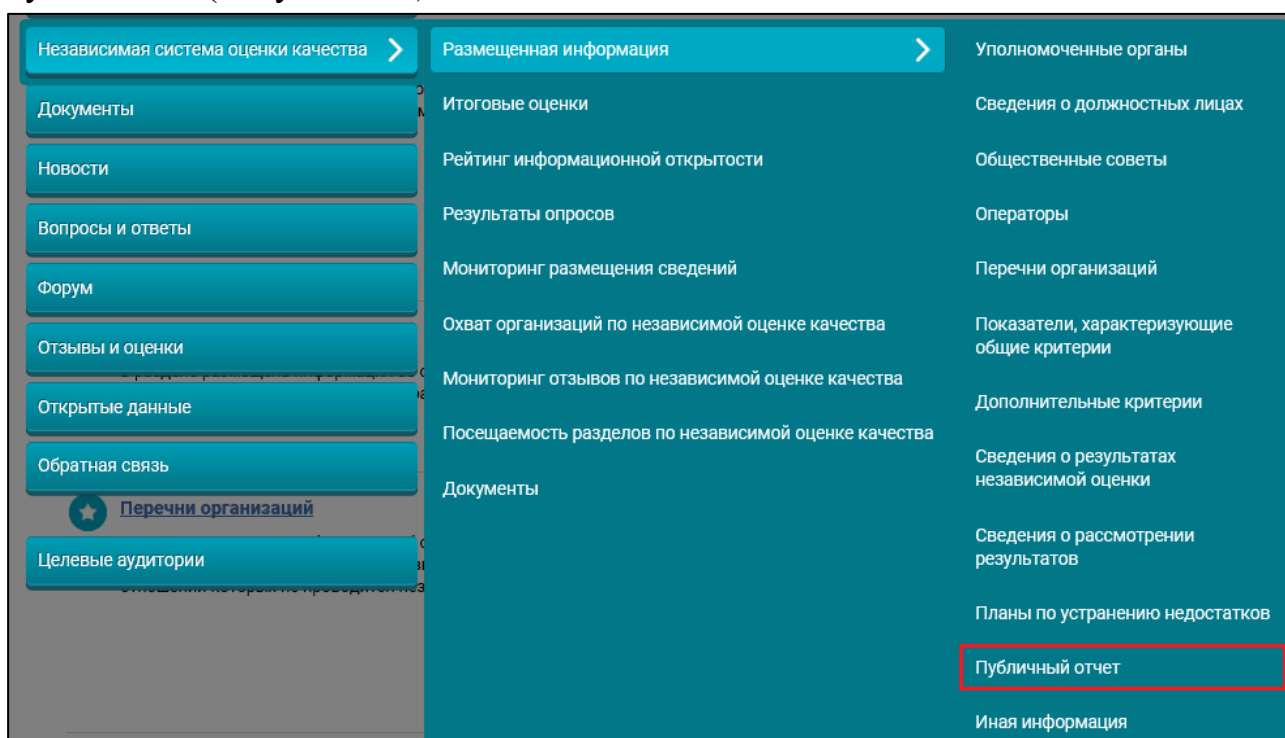 Независимая система оценки качества
Документы
Новости
Вопросы и ответы
Форум
Отзывы и оценки
Открытые данные
Обратная связь
Перечни организаций
Целевые аудитории
Размещенная информация
Итоговые оценки
Рейтинг информационной открытости
Результаты опросов
Мониторинг размещения сведений
Охват организаций по независимой оценке качества
Мониторинг отзывов по независимой оценке качества
Посещаемость разделов по независимой оценке качества
Документы
Уполномоченные органы
Сведения о должностных лицах
Общественные советы
Операторы
Перечни организаций
Показатели, характеризующие
общие критерии
Дополнительные критерии
Сведения о результатах
независимой оценки
Сведения о рассмотрении
результатов
Планы по устранению недостатков
Публичный отчет
Иная информация